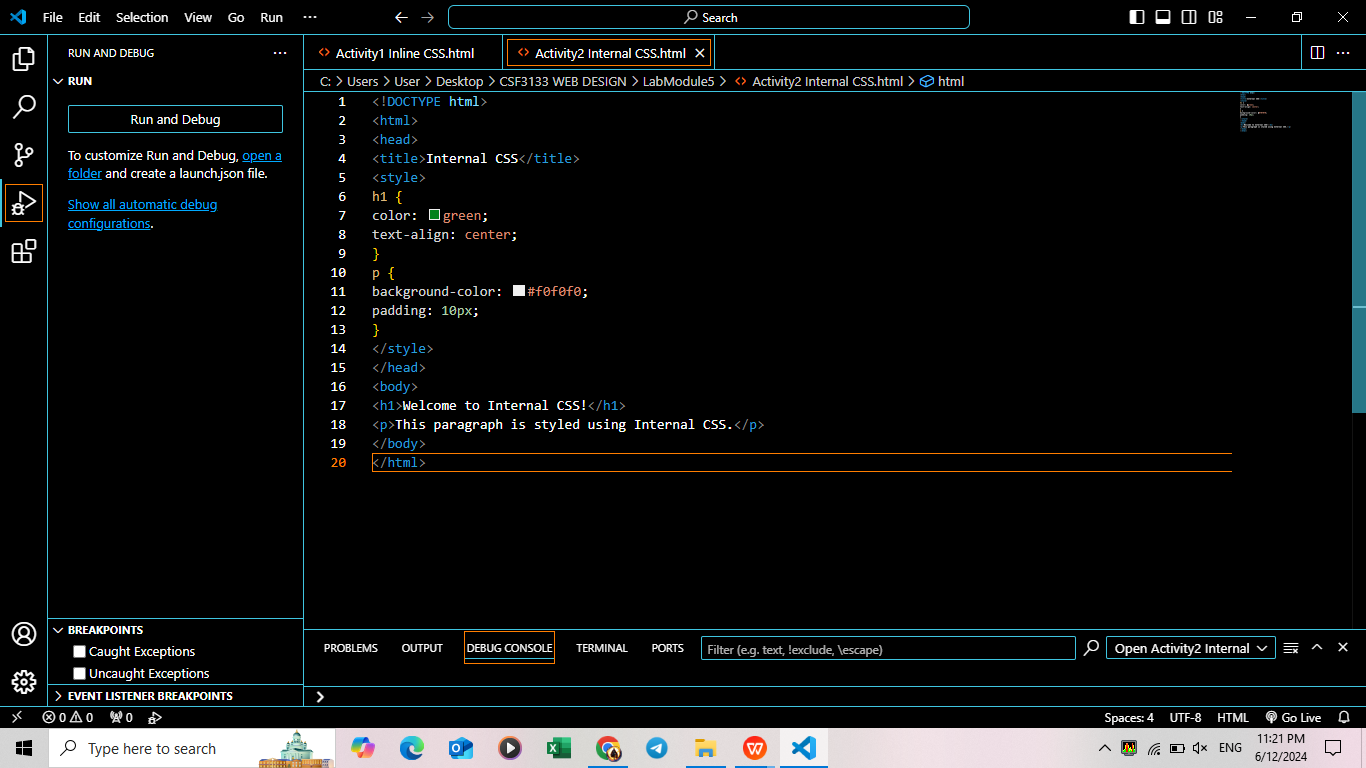 File Edit Selection View Go Run ··· Search
RUN AND DEBUG ···
RUN
Run and Debug
To customize Run and Debug, open a
folder and create a launch.json file.
Show all automatic debug
configurations.
BREAKPOINTS
Caught Exceptions
Uncaught Exceptions
EVENT LISTENER BREAKPOINTS
Activity1 Inline CSS.html Activity2 Internal CSS.html
C: > Users > User > Desktop > CSF3133 WEB DESIGN > LabModule5 > Activity2 Internal CSS.html > html
1 <!DOCTYPE html>
2 <html>
3 <head>
4 <title>Internal CSS</title>
5 <style>
6 h1 {
7 color: green;
8 text-align: center;
9 }
10 p {
11 background-color: #f0f0f0;
12 padding: 10px;
13 }
14 </style>
15 </head>
16 <body>
17 <h1>Welcome to Internal CSS!</h1>
18 <p>This paragraph is styled using Internal CSS.</p>
19 </body>
20 </html>
PROBLEMS OUTPUT DEBUG CONSOLE TERMINAL PORTS Filter (e.g. text, !exclude, \escape) Open Activity2 Internal
0 0 0 Spaces: 4 UTF-8 HTML Go Live
Type here to search ENG 11:21 PM
6/12/2024